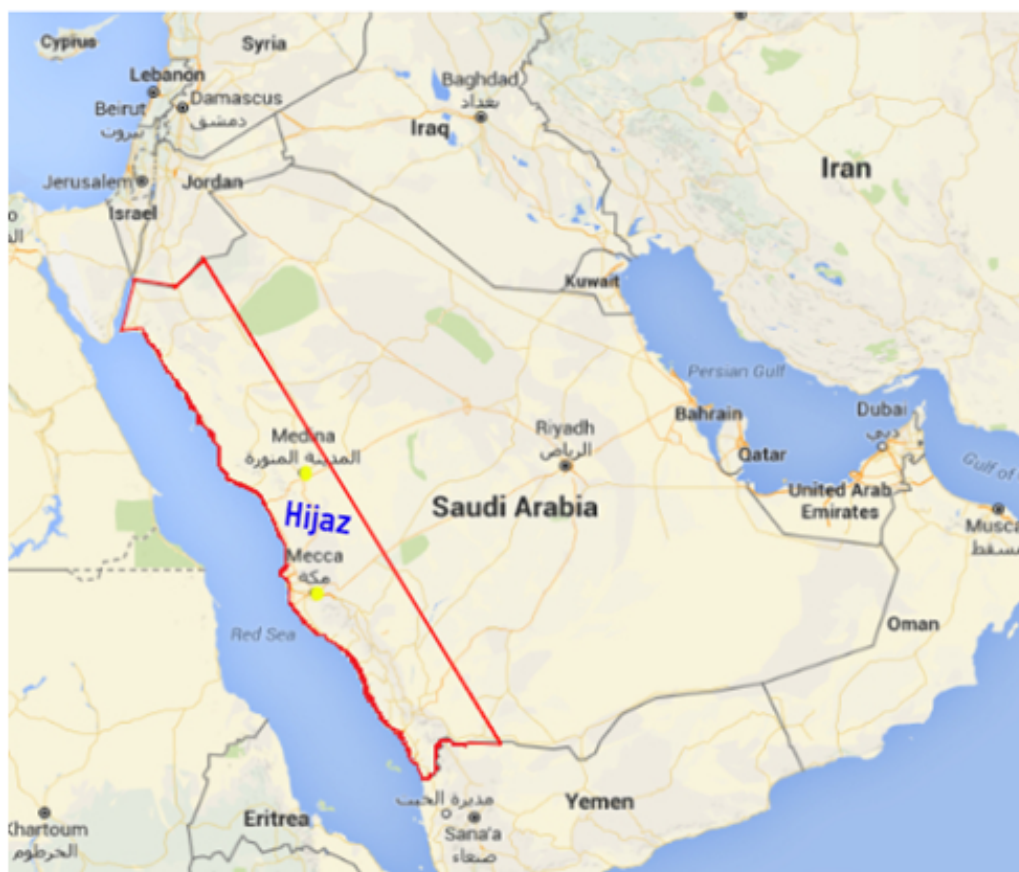 Cyprus
Syria
Lebanon
Beirut
بيروت
Damascus
دمشق
Baghdad
بغداد
Iraq
Iran
Jerusalem
Jordan
Israel
Kuwait
Persian Gulf
Bahrain
Dubai
دبي
Qatar
Gulf of
Medina
المدينة المنورة
Riyadh
الرياض
Saudi Arabia
United Arab
Emirates
Musca
مسقط
Hijaz
Mecca
مكة
Red Sea
Oman
Yemen
Sana'a
صنعاء
Eritrea
Khartoum
الخرطوم